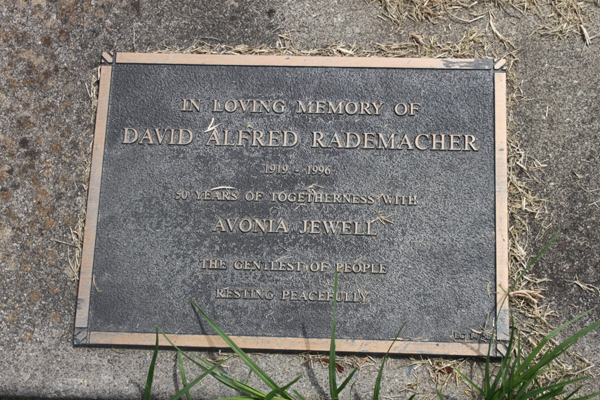 IN LOVING MEMORY OF
DAVID ALFRED RADEMACHER
1919 - 1996
50 YEARS OF TOGETHERNESS WITH
AVONIA JEWELL
THE GENTLEST OF PEOPLE
RESTING PEACEFULLY